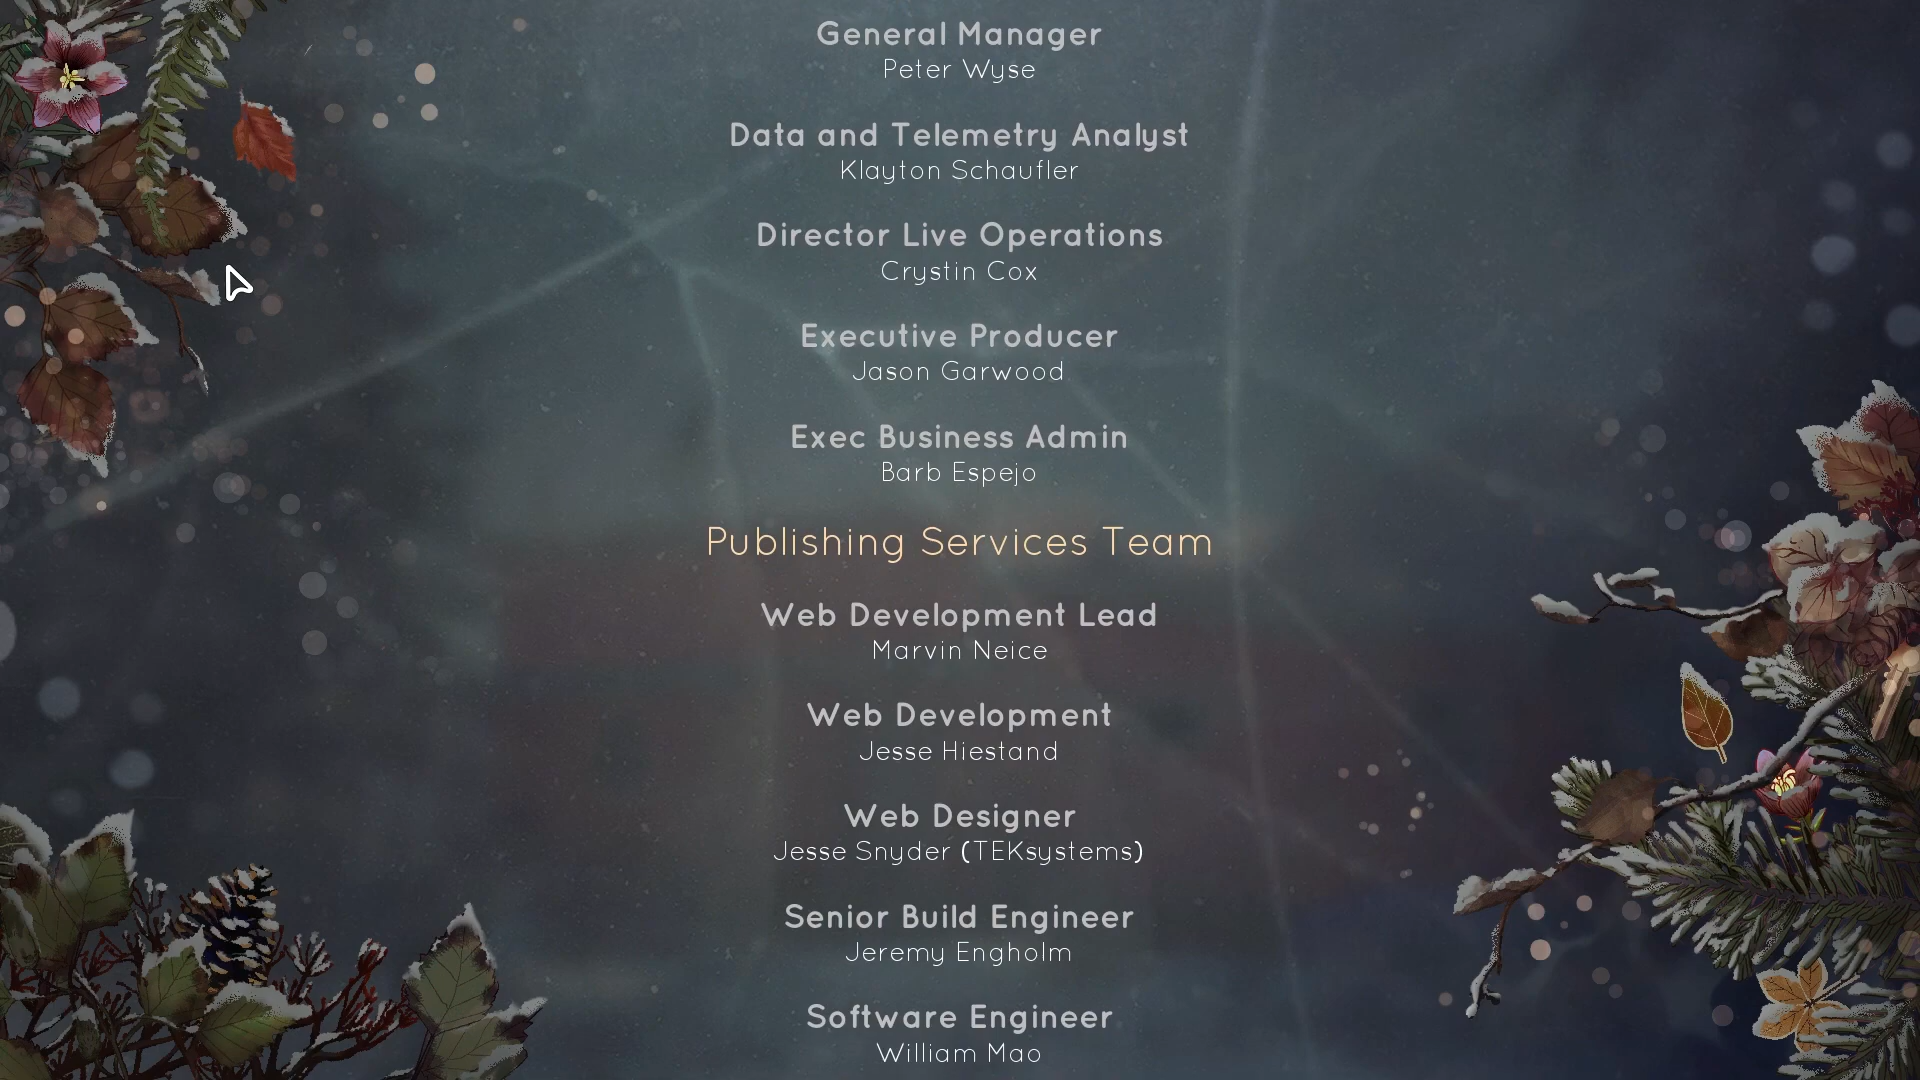 General Manager
Peter Wyse
Data and Telemetry Analyst
Klayton Schaufler
Director Live Operations
Crystin Cox
Executive Producer
Jason Garwood
Exec Business Admin
Barb Espejo
Publishing Services Team
Web Development Lead
Marvin Neice
Web Development
Jesse Hiestand
Web Designer
Jesse Snyder (TEKsystems)
Senior Build Engineer
Jeremy Engholm
Software Engineer
William Mao